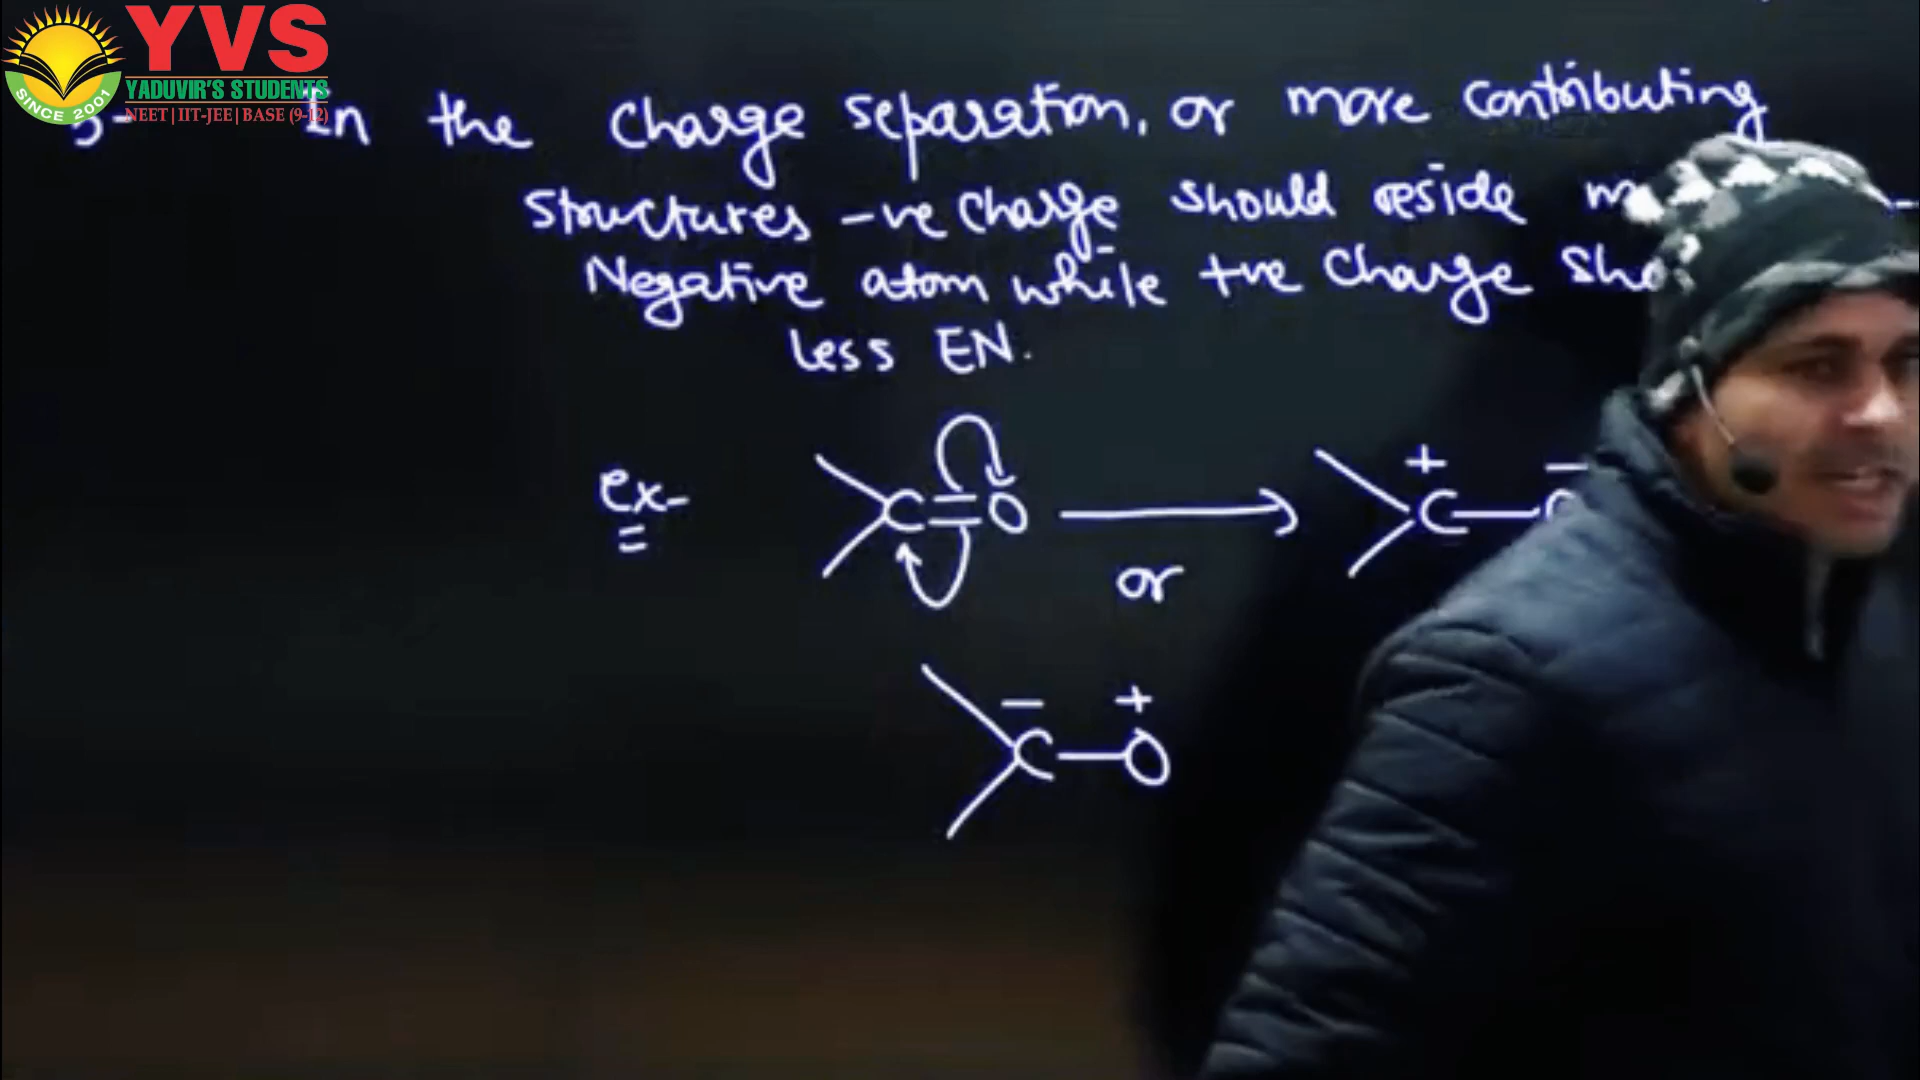 YVS
YADUVIR'S STUDENTS
NEET | IIT-JEE | BASE (9-12)
SINCE 2001
5- In the charge separation, or more contributing
structures -ve charge should reside
Negative atom while +ve charge
less EN.
ex-
C=O → + C—
or
− C—O +